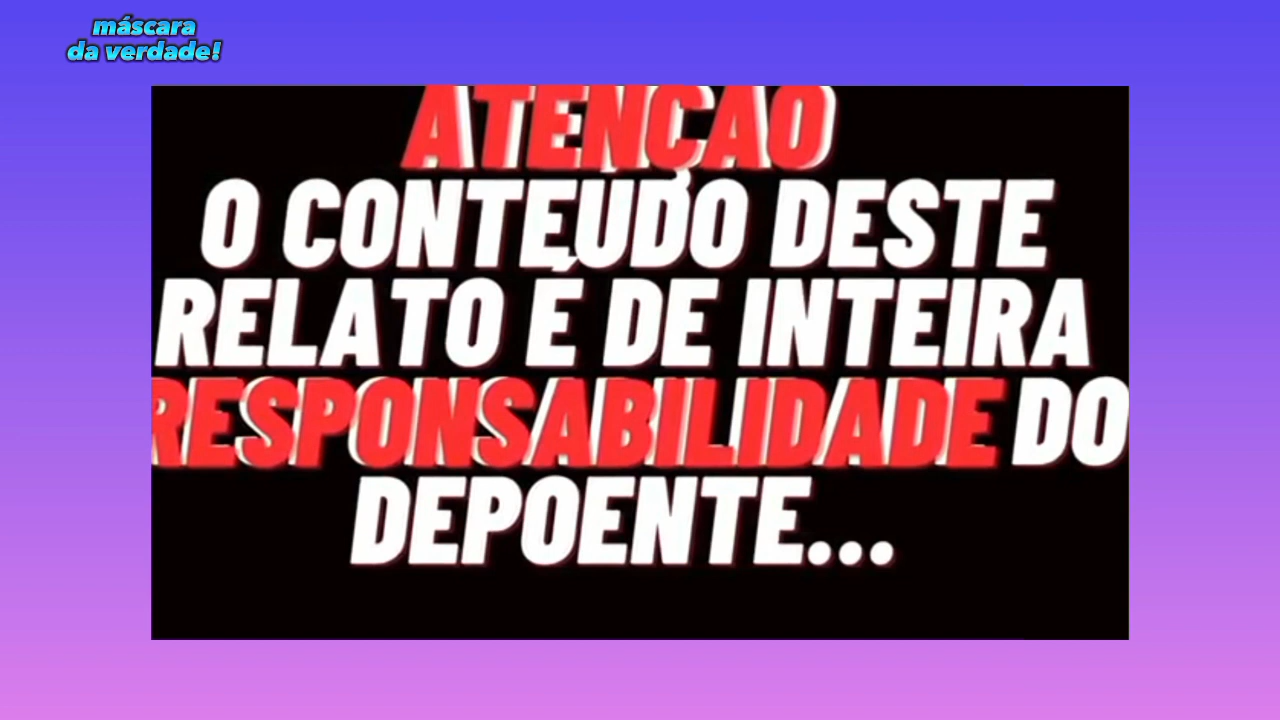 máscara
da verdade!
ATENÇÃO
O CONTEÚDO DESTE
RELATO É DE INTEIRA
RESPONSABILIDADE DO
DEPOENTE...